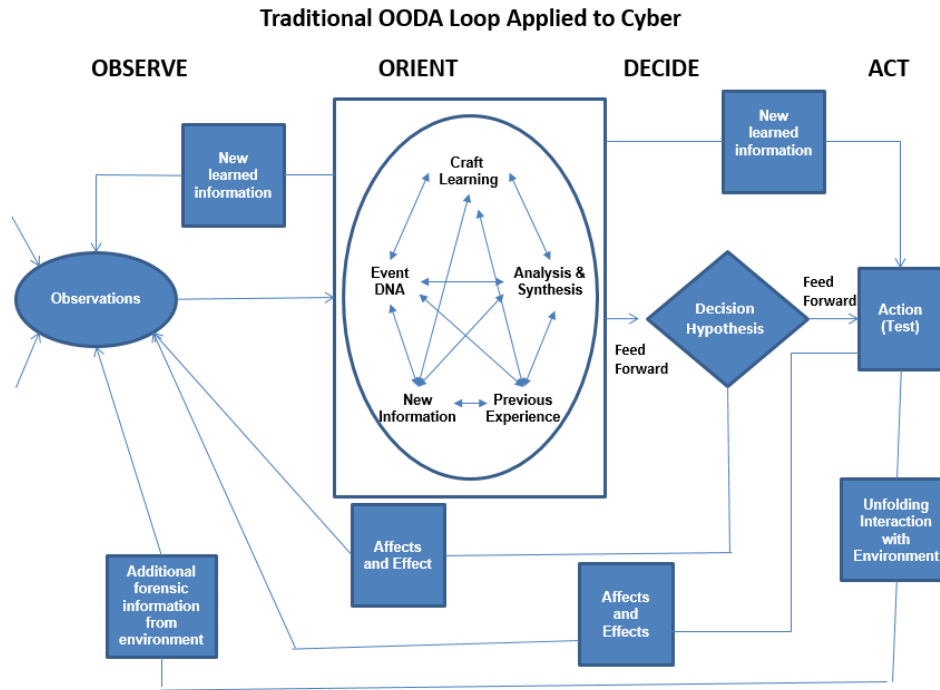 Traditional OODA Loop Applied to Cyber
OBSERVE
ORIENT
DECIDE
ACT
New
learned
information
New
learned
information
Craft
Learning
Event
DNA
Analysis &
Synthesis
New
Information
Previous
Experience
Observations
Feed
Forward
Decision
Hypothesis
Feed
Forward
Action
(Test)
Affects
and Effect
Unfolding
Interaction
with
Environment
Additional
forensic
information
from
environment
Affects
and
Effects